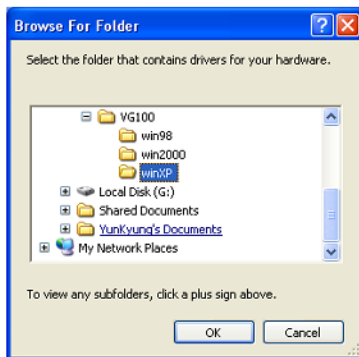 Browse For Folder
Select the folder that contains drivers for your hardware.
VG100
win98
win2000
winXP
Local Disk (G:)
Shared Documents
YunKyung's Documents
My Network Places
To view any subfolders, click a plus sign above.
OK Cancel